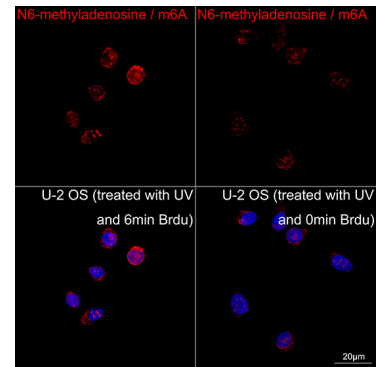 N6-methyladenosine / m6A
N6-methyladenosine / m6A
U-2 OS (treated with UV
and 6min Brdu)
U-2 OS (treated with UV
and 0min Brdu)
20μm